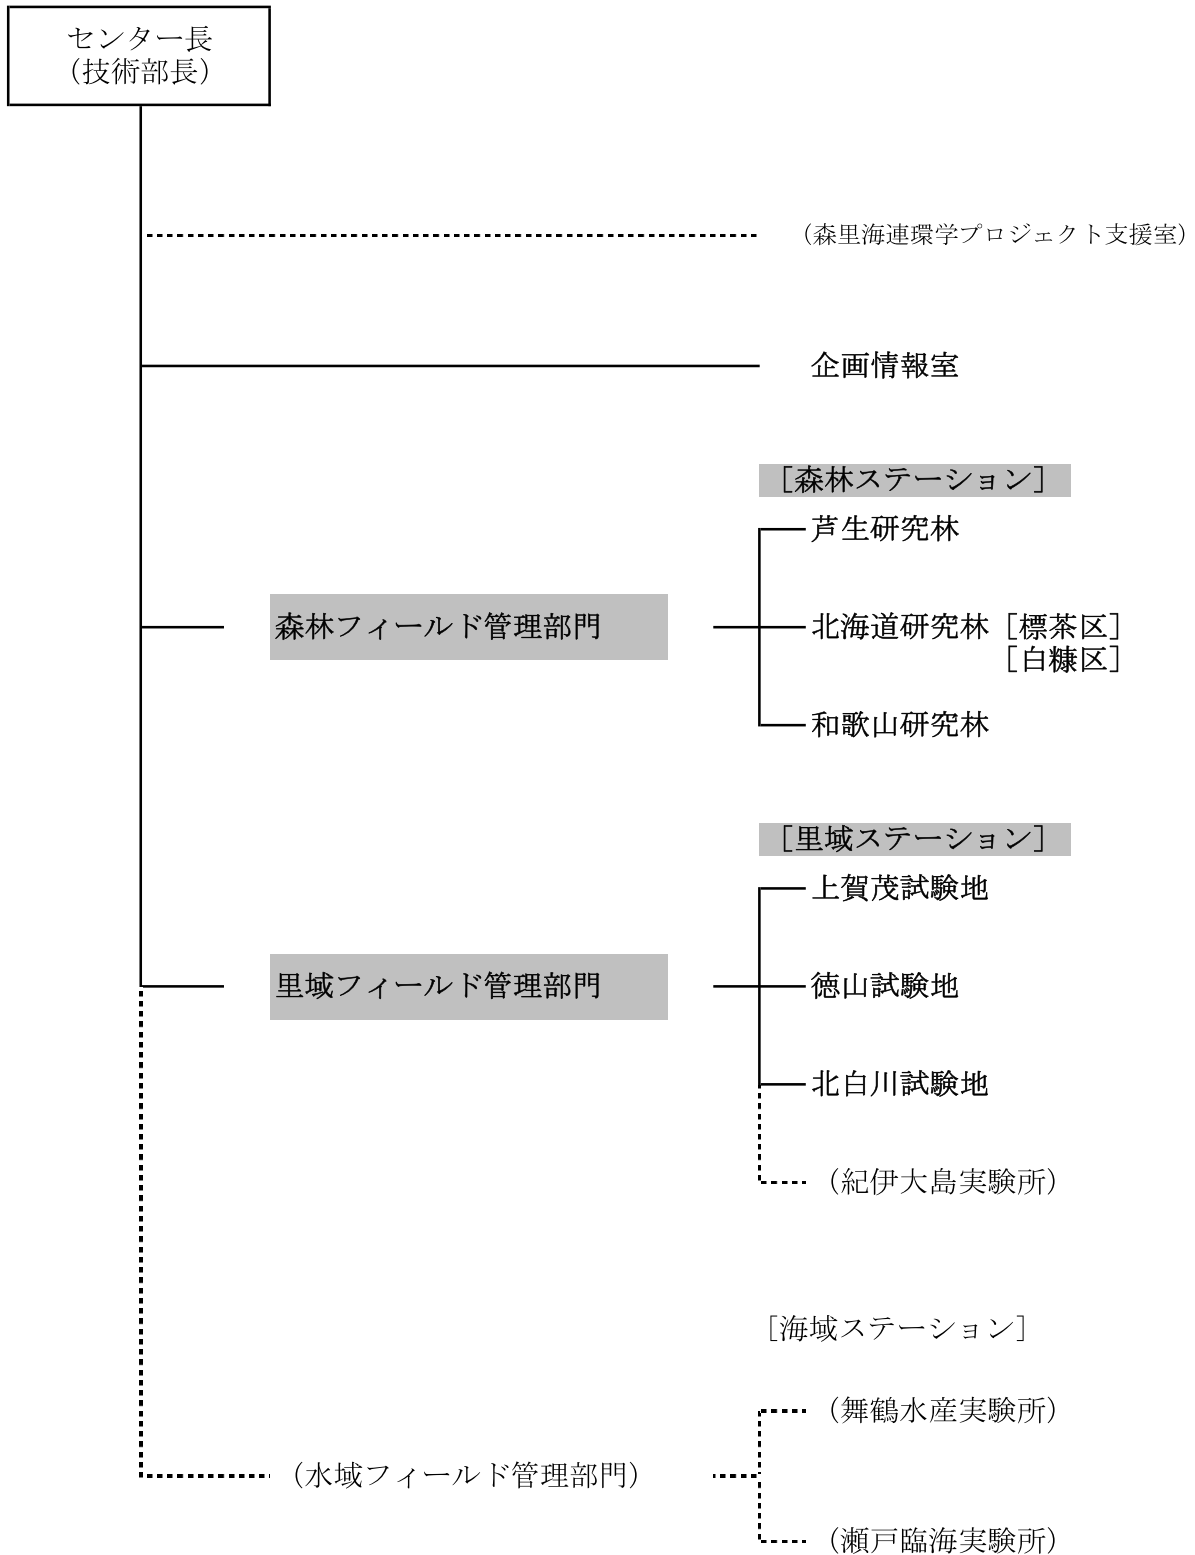 センター長
（技術部長）
（森里海連環学プロジェクト支援室）
企画情報室
［森林ステーション］
芦生研究林
森林フィールド管理部門
北海道研究林［標茶区］
［白糠区］
和歌山研究林
［里域ステーション］
上賀茂試験地
里域フィールド管理部門
徳山試験地
北白川試験地
（紀伊大島実験所）
［海域ステーション］
（舞鶴水産実験所）
（水域フィールド管理部門）
（瀬戸臨海実験所）